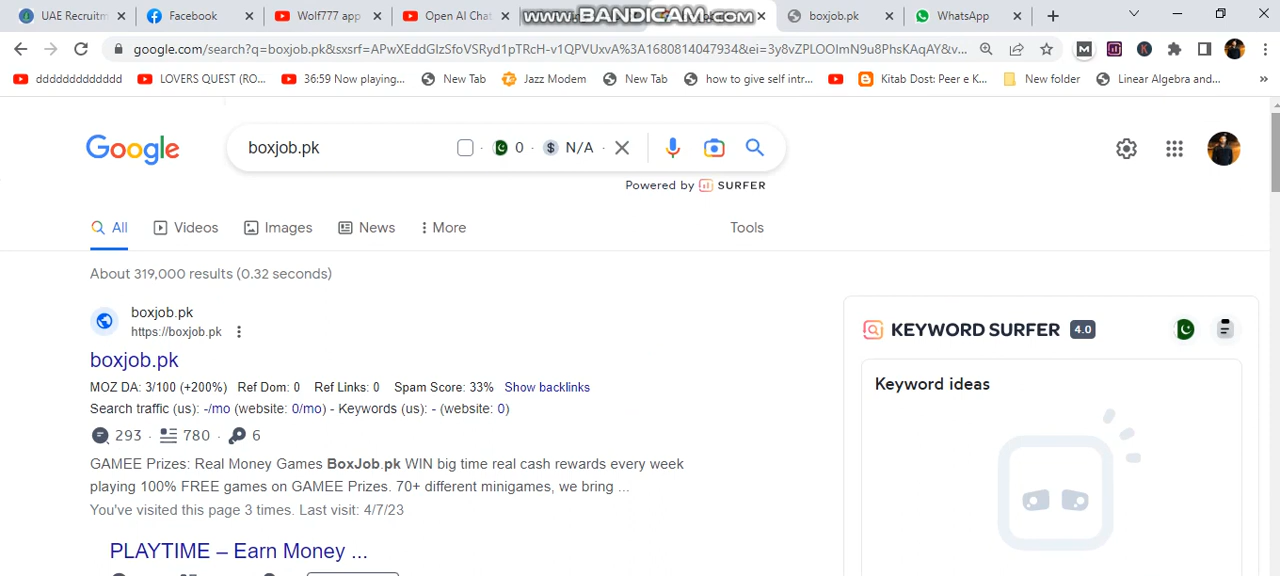 UAE Recruitm
Facebook
Wolf777 app
Open AI Chat
www.BANDICAM.com
boxjob.pk
WhatsApp
google.com/search?q=boxjob.pk&sxsrf=APwXEddGIzSfoVSRyd1pTRcH-v1QPVUxvA%3A1680814047934&ei=3y8vZPLOOImN9u8PhsKAqAY&v...
ddddddddddddd
LOVERS QUEST (RO...
36:59 Now playing...
New Tab
Jazz Modem
New Tab
how to give self intr...
Kitab Dost: Peer e K...
New folder
Linear Algebra and...
»
Google
boxjob.pk
0 · $ N/A ·
Powered by SURFER
All
Videos
Images
News
More
Tools
About 319,000 results (0.32 seconds)
boxjob.pk
https://boxjob.pk
boxjob.pk
MOZ DA: 3/100 (+200%) Ref Dom: 0 Ref Links: 0 Spam Score: 33% Show backlinks
Search traffic (us): -/mo (website: 0/mo) - Keywords (us): - (website: 0)
293 · 780 · 6
GAMEE Prizes: Real Money Games BoxJob.pk WIN big time real cash rewards every week
playing 100% FREE games on GAMEE Prizes. 70+ different minigames, we bring ...
You've visited this page 3 times. Last visit: 4/7/23
PLAYTIME – Earn Money ...
KEYWORD SURFER 4.0
Keyword ideas